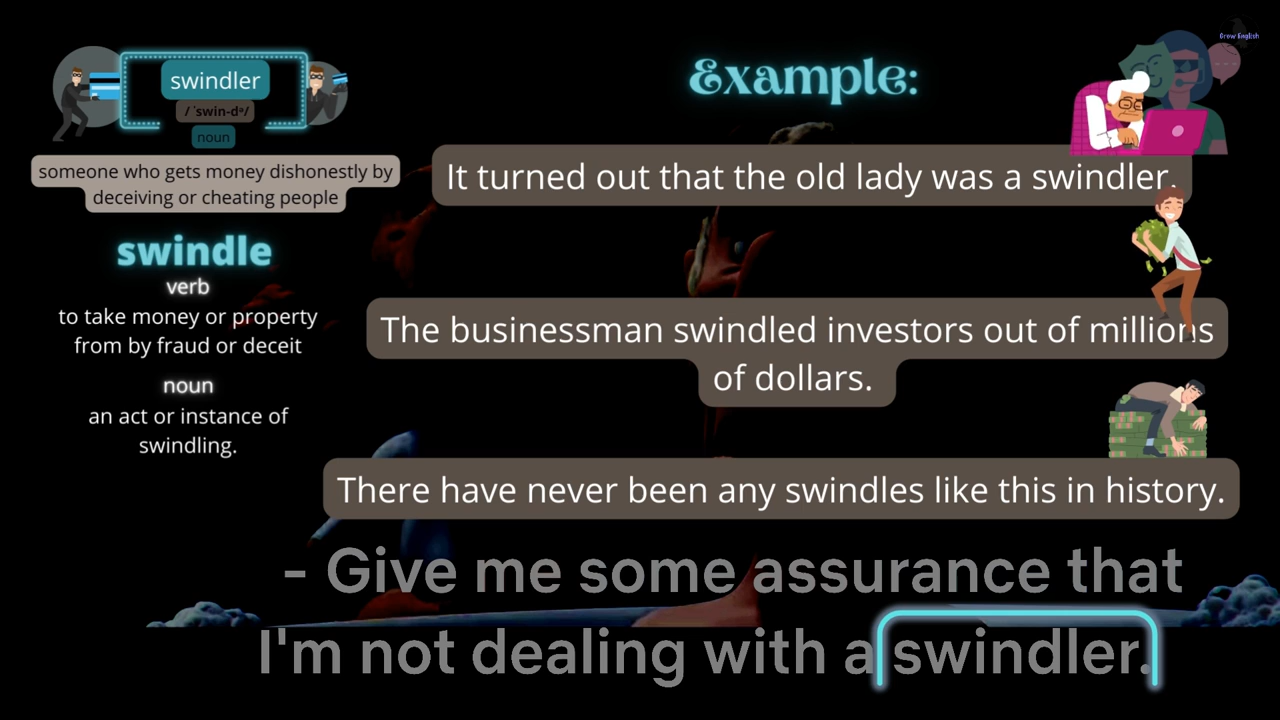 Grow English
swindler
/ ˈswin-dᵊ/
noun
someone who gets money dishonestly by
deceiving or cheating people
swindle
verb
to take money or property
from by fraud or deceit
noun
an act or instance of
swindling.
Example:
It turned out that the old lady was a swindler.
The businessman swindled investors out of millions
of dollars.
There have never been any swindles like this in history.
- Give me some assurance that
I'm not dealing with a swindler.